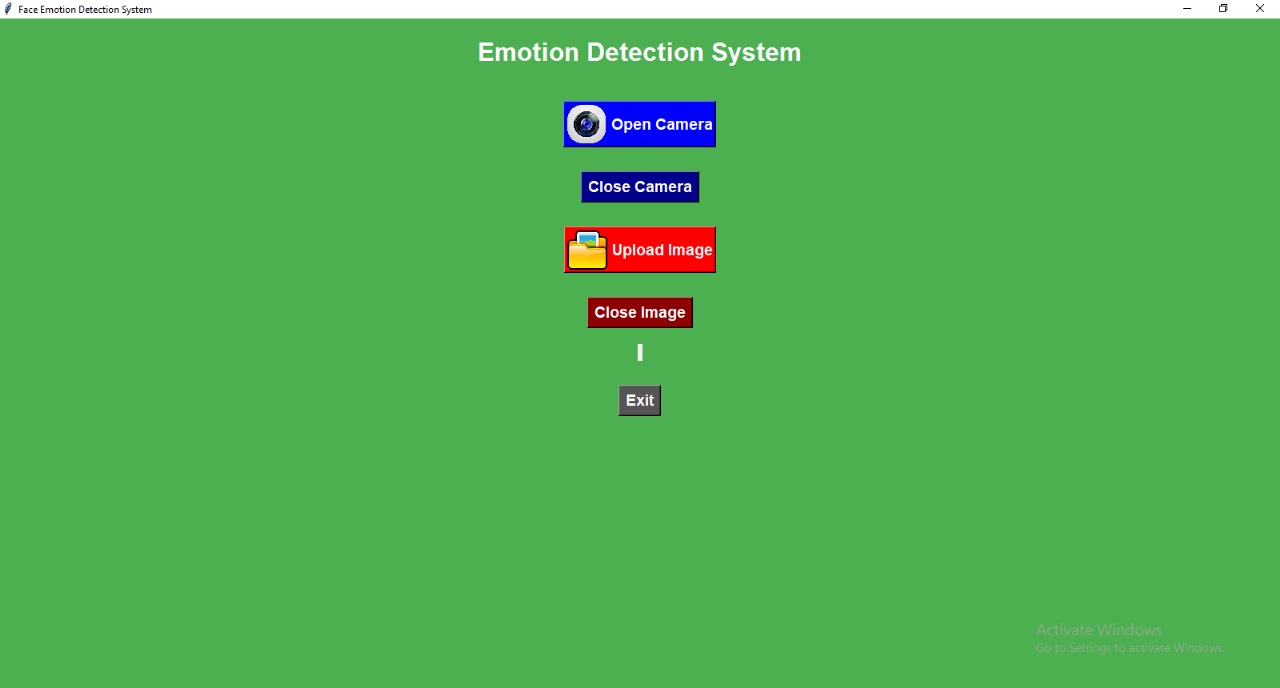 Face Emotion Detection System
Emotion Detection System
Open Camera
Close Camera
Upload Image
Close Image
Exit
Activate Windows
Go to Settings to activate Windows.